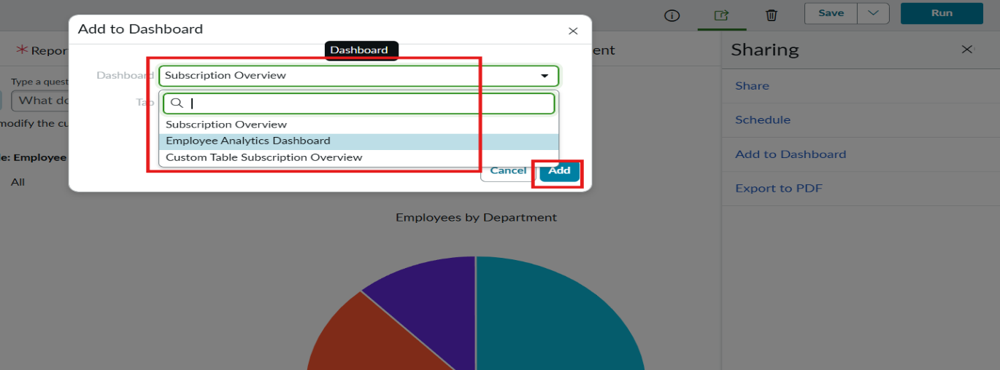 Save
Run
Add to Dashboard
Repor
Dashboard
ent
Sharing
Dashboard
Subscription Overview
Type a quest
Share
What do
Tab
modify the cu
Subscription Overview
Schedule
Employee Analytics Dashboard
e: Employee
Custom Table Subscription Overview
Add to Dashboard
Cancel
Add
All
Export to PDF
Employees by Department